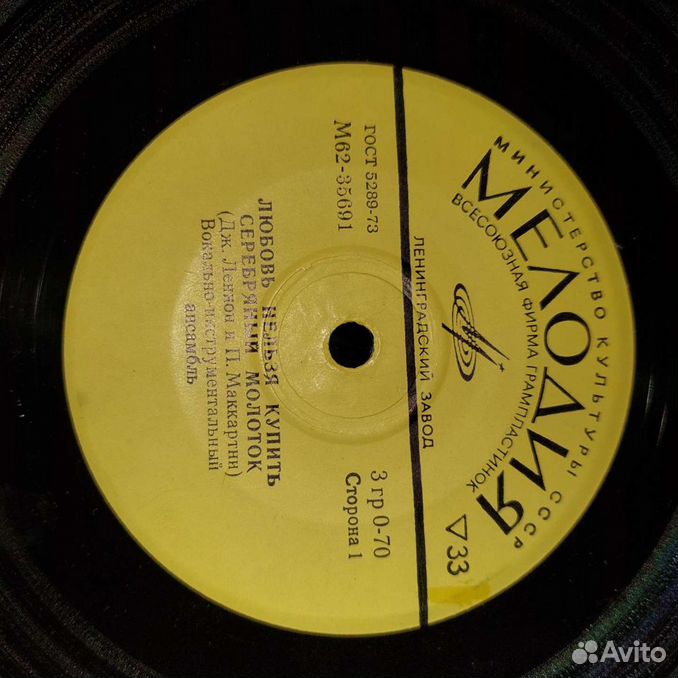 МИНИСТЕРСТВО КУЛЬТУРЫ СССР
МЕЛОДИЯ
ВСЕСОЮЗНАЯ ФИРМА ГРАМПЛАСТИНОК
▽33
ЛЕНИНГРАДСКИЙ ЗАВОД
ГОСТ 5289-73
М62-35691
3 гр 0-70
Сторона 1
ЛЮБОВЬ НЕЛЬЗЯ КУПИТЬ
СЕРЕБРЯНЫЙ МОЛОТОК
(Дж. Леннон и П. Маккартни)
Вокально-инструментальный
ансамбль
Avito